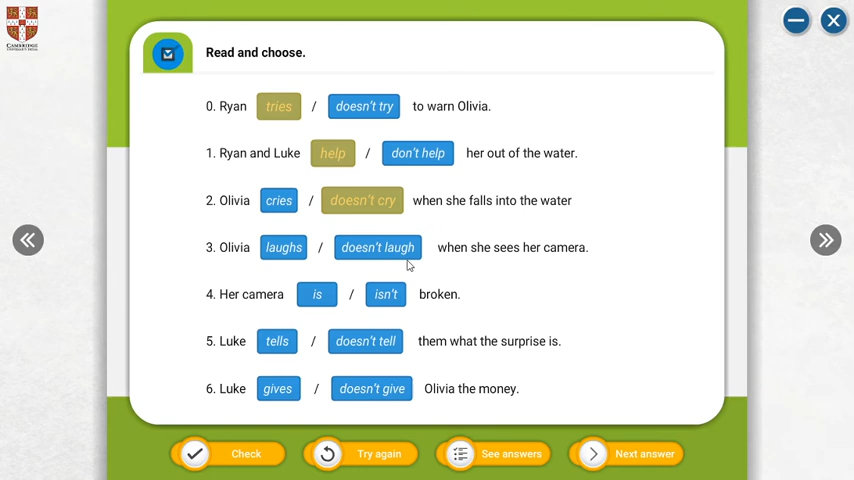 CAMBRIDGE
Read and choose.
0. Ryan tries / doesn't try to warn Olivia.
1. Ryan and Luke help / don't help her out of the water.
2. Olivia cries / doesn't cry when she falls into the water
3. Olivia laughs / doesn't laugh when she sees her camera.
4. Her camera is / isn't broken.
5. Luke tells / doesn't tell them what the surprise is.
6. Luke gives / doesn't give Olivia the money.
Check Try again See answers Next answer